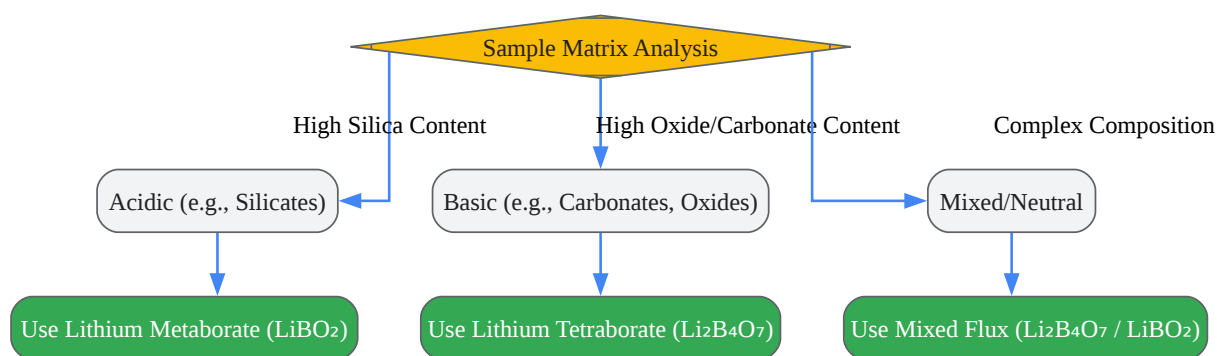 Sample Matrix Analysis
High Silica Content
High Oxide/Carbonate Content
Complex Composition
Acidic (e.g., Silicates)
Basic (e.g., Carbonates, Oxides)
Mixed/Neutral
Use Lithium Metaborate (LiBO₂)
Use Lithium Tetraborate (Li₂B₄O₇)
Use Mixed Flux (Li₂B₄O₇ / LiBO₂)